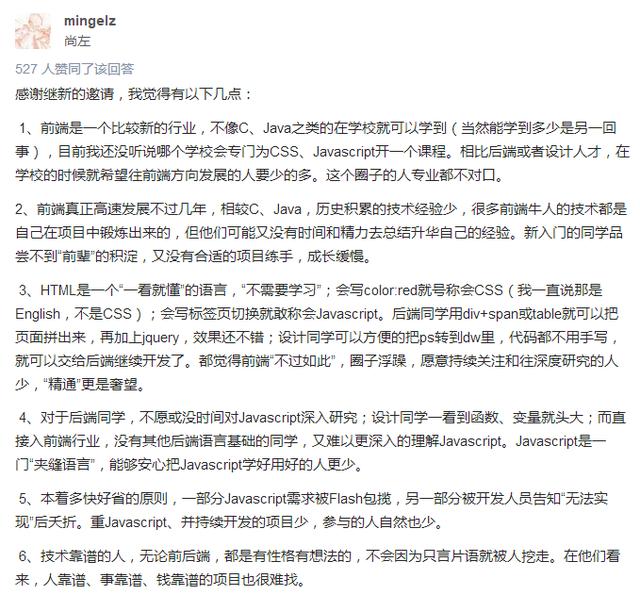 mingelz
尚左
527 人赞同了该回答
感谢继新的邀请，我觉得有以下几点：
1、前端是一个比较新的行业，不像C、Java之类的在学校就可以学到（当然能学到多少是另一回
事），目前我还没听说哪个学校会专门为CSS、Javascript开一个课程。相比后端或者设计人才，在
学校的时候就希望往前端方向发展的人要少的多。这个圈子的人专业都不对口。
2、前端真正高速发展不过几年，相较C、Java，历史积累的技术经验少，很多前端牛人的技术都是
自己在项目中锻炼出来的，但他们可能又没有时间和精力去总结升华自己的经验。新入门的同学品
尝不到“前辈”的积淀，又没有合适的项目练手，成长缓慢。
3、HTML是一个“一看就懂”的语言，“不需要学习”；会写color:red就号称会CSS（我一直说那是
English，不是CSS）；会写标签页切换就敢称会Javascript。后端同学用div+span或table就可以把
页面拼出来，再加上jquery，效果还不错；设计同学可以方便的把ps转到dw里，代码都不用手写，
就可以交给后端继续开发了。都觉得前端“不过如此”，圈子浮躁，愿意持续关注和往深度研究的人
少，“精通”更是奢望。
4、对于后端同学，不愿或没时间对Javascript深入研究；设计同学一看到函数、变量就头大；而直
接入前端行业，没有其他后端语言基础的同学，又难以更深入的理解Javascript。Javascript是一
门“夹缝语言”，能够安心把Javascript学好用好的人更少。
5、本着多快好省的原则，一部分Javascript需求被Flash包揽，另一部分被开发人员告知“无法实
现”后夭折。重Javascript、并持续开发的项目少，参与的人自然也少。
6、技术靠谱的人，无论前后端，都是有性格有想法的，不会因为只言片语就被人挖走。在他们看
来，人靠谱、事靠谱、钱靠谱的项目也很难找。